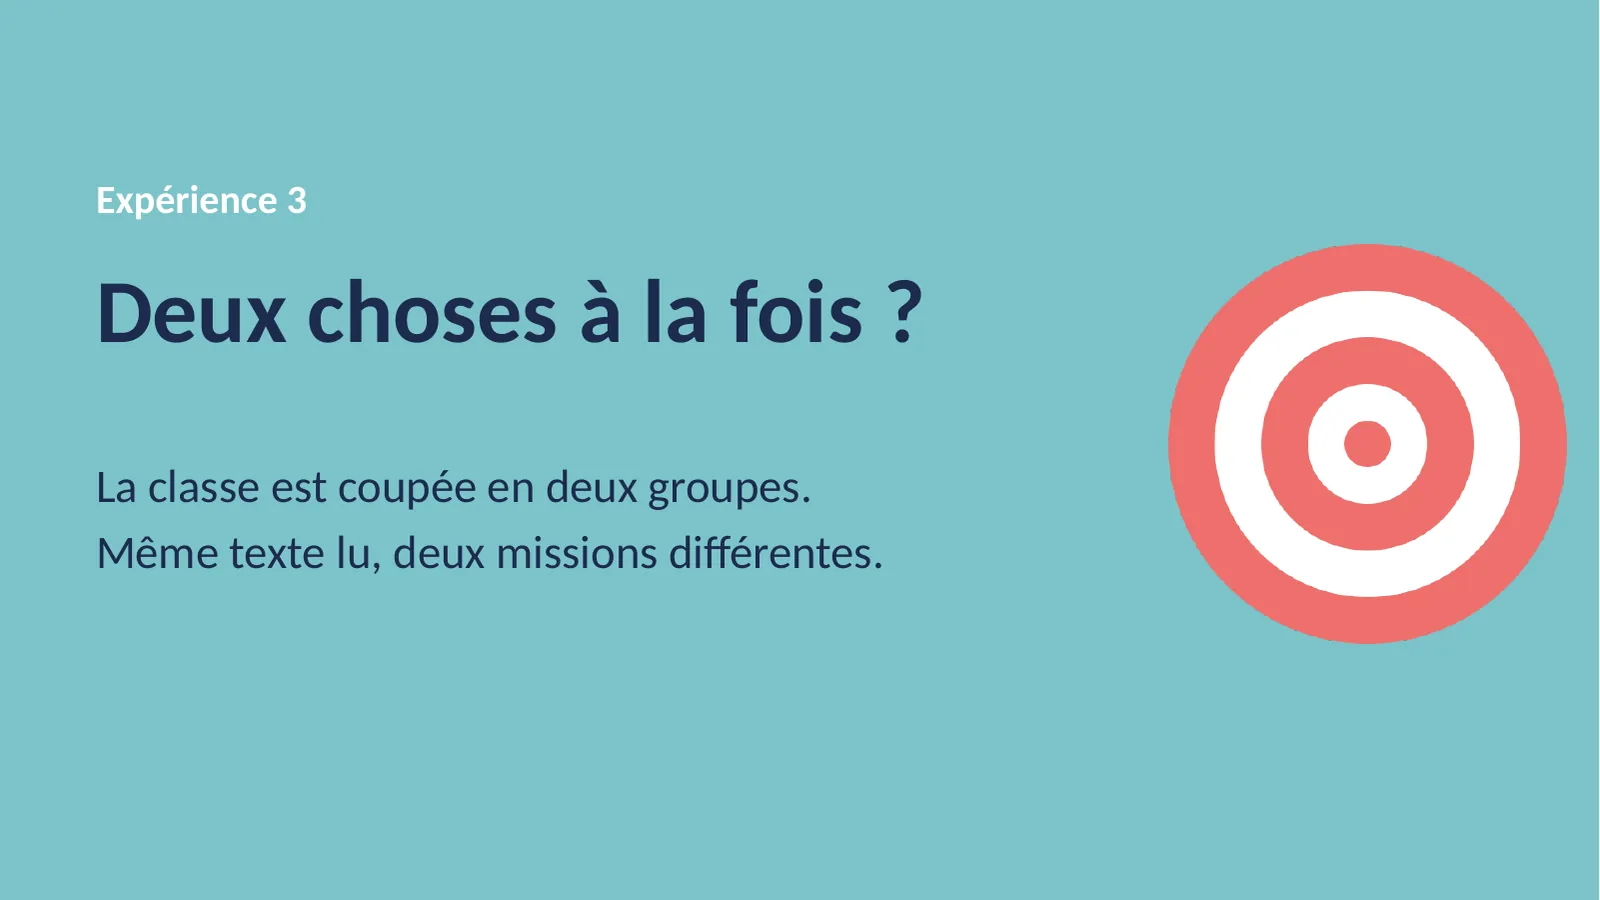 Expérience 3
Deux choses à la fois ?
La classe est coupée en deux groupes.
Même texte lu, deux missions différentes.